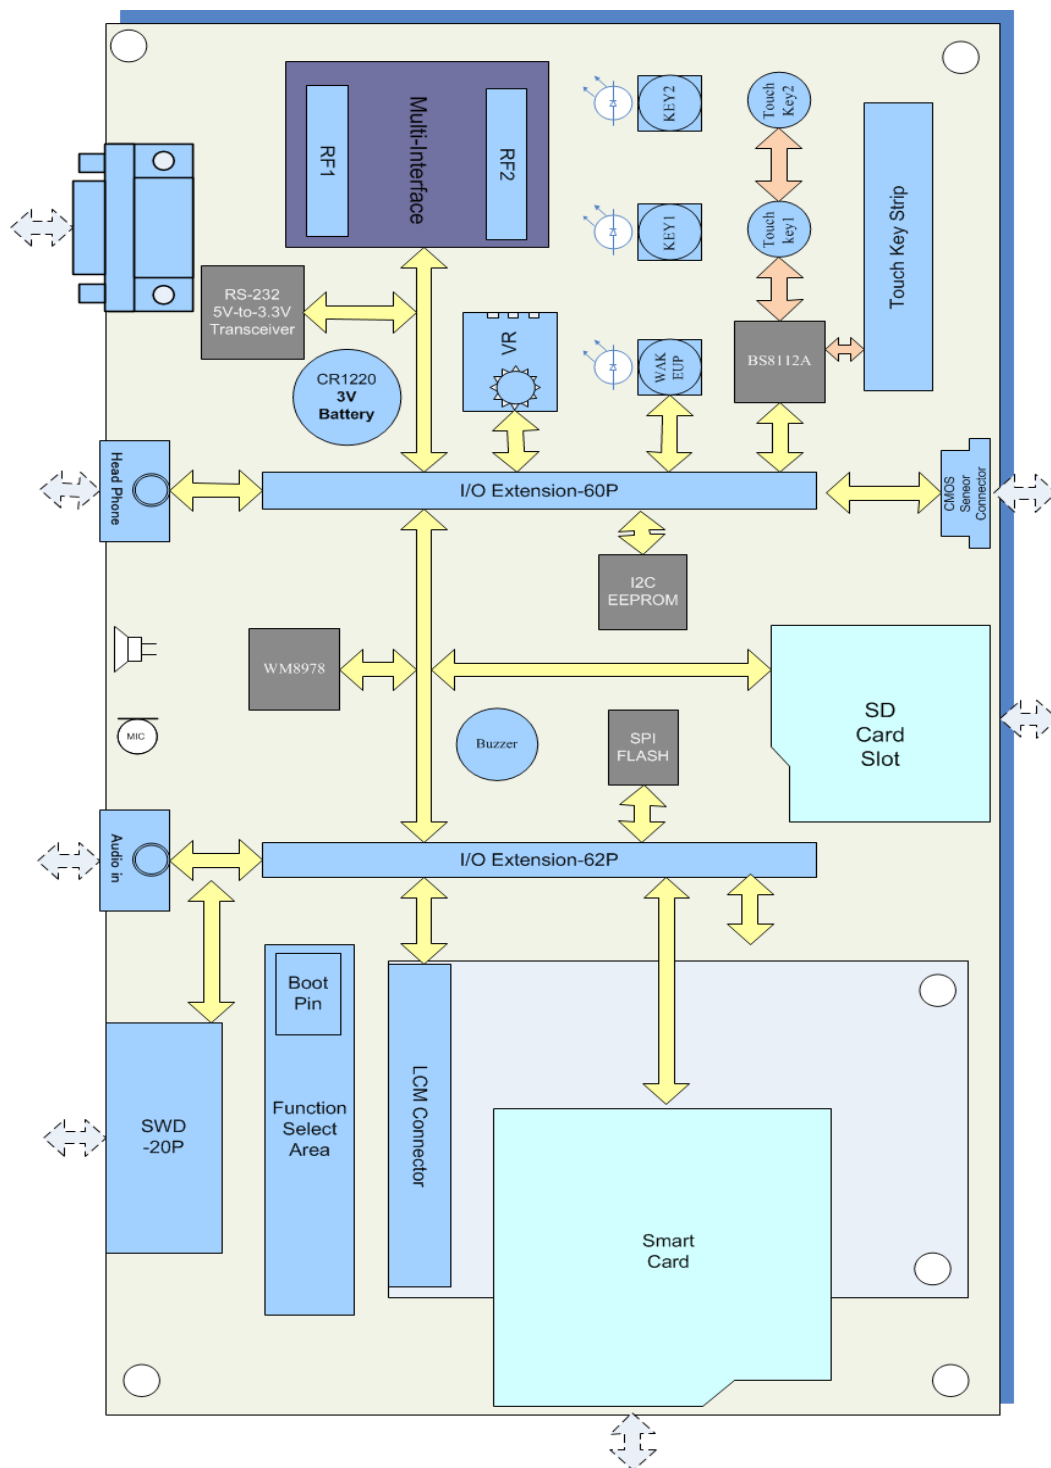 Multi-Interface
RF1
RF2
KEY2
Touch
Key2
KEY1
Touch
key1
Touch Key Strip
RS-232
5V-to-3.3V
Transceiver
VR
WAK
EUP
BS8112A
CR1220
3V
Battery
Head Phone
I/O Extension-60P
CMOS
Seneor
Connector
I2C
EEPROM
WM8978
MIC
Buzzer
SPI
FLASH
SD
Card
Slot
Audio in
I/O Extension-62P
Boot
Pin
Function
Select
Area
LCM Connector
SWD
-20P
Smart
Card